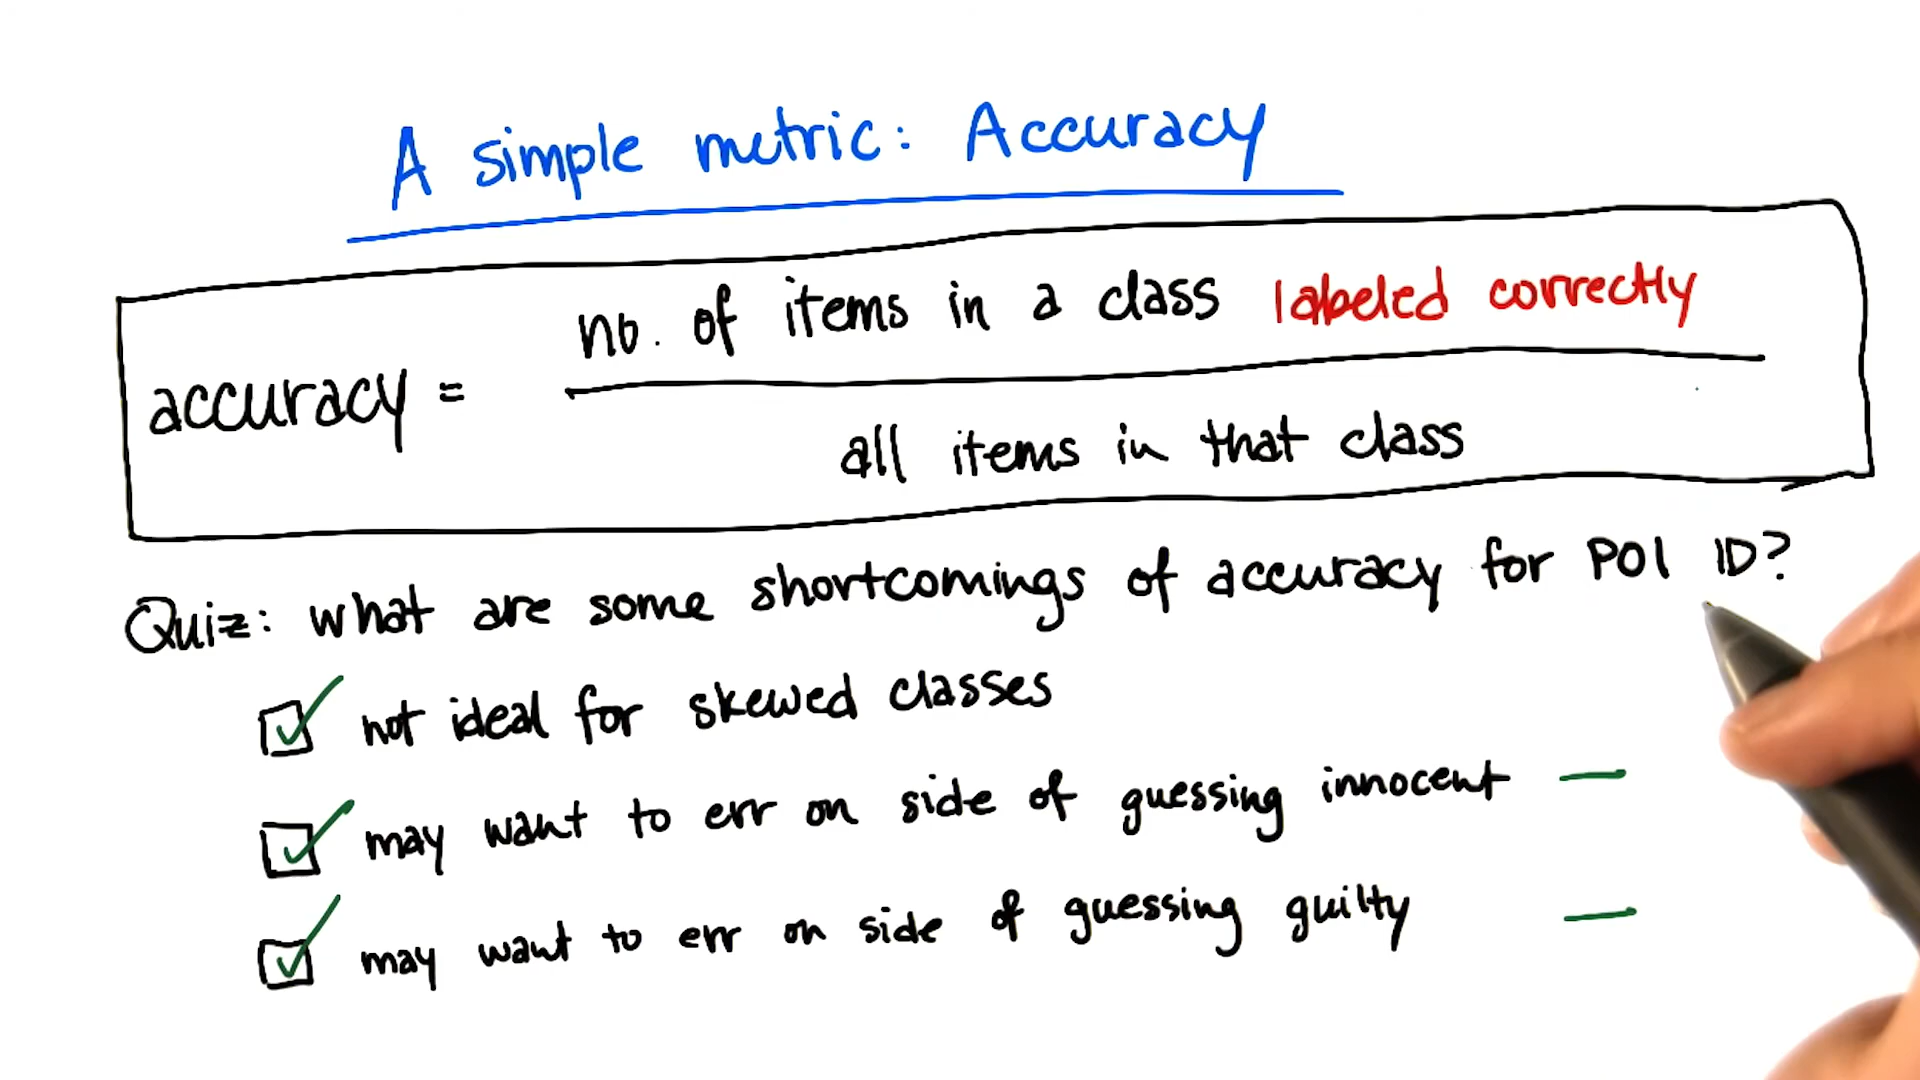 A simple metric: Accuracy
no. of items in a class labeled correctly
accuracy =
all items in that class
Quiz: what are some shortcomings of accuracy for POI ID?
not ideal for skewed classes
may want to err on side of guessing innocent
may want to err on side of guessing guilty